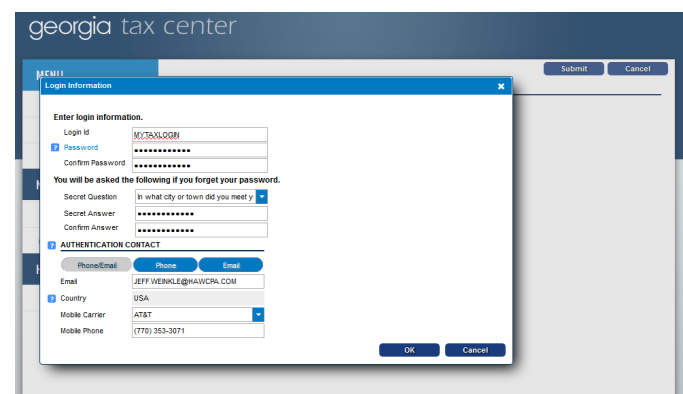 georgia tax center
MENU
Submit Cancel
Login Information
Enter login information.
Login Id MYTAXLOGIN
? Password ••••••••••••
Confirm Password ••••••••••••
You will be asked the following if you forget your password.
Secret Question In what city or town did you meet y
Secret Answer ••••••••••••
Confirm Answer ••••••••••••
? AUTHENTICATION CONTACT
Phone/Email Phone Email
Email JEFF.WEINKLE@HAWCPA.COM
? Country USA
Mobile Carrier AT&T
Mobile Phone (770) 353-3071
OK Cancel